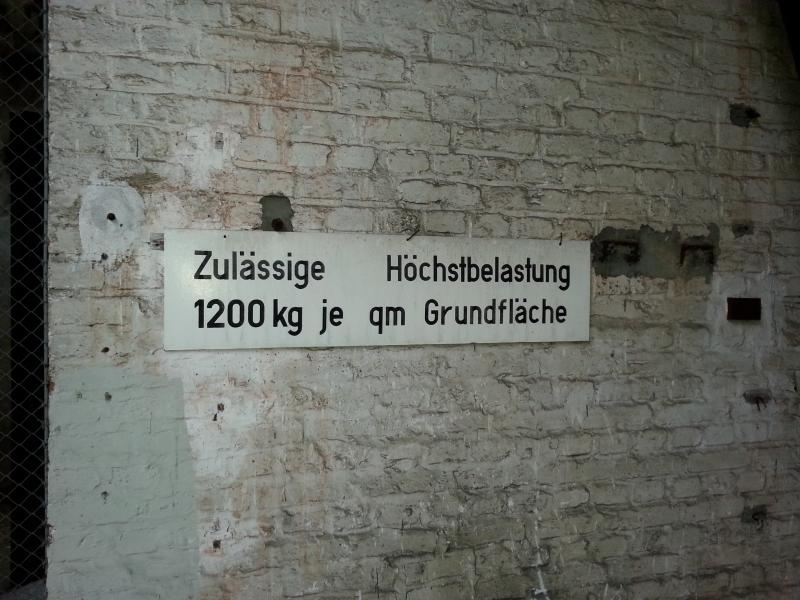 Zulässige Höchstbelastung
1200 kg je qm Grundfläche